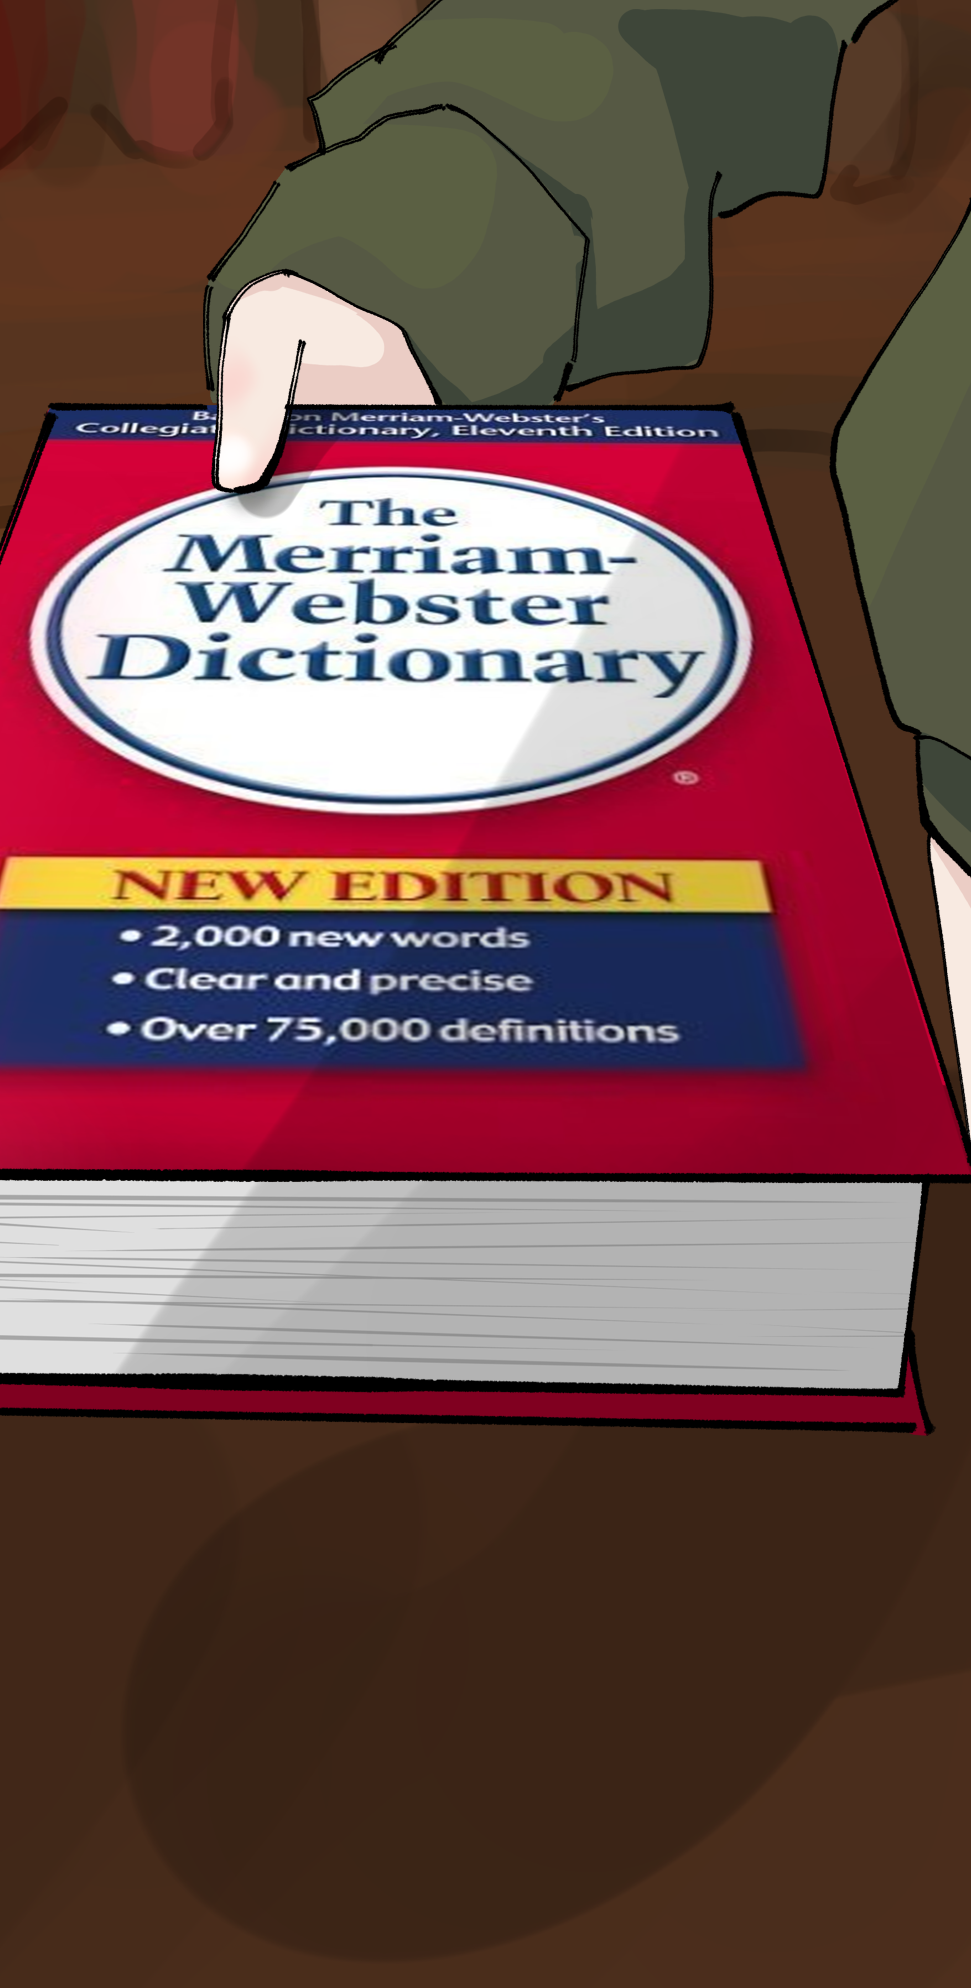 on Merriam-Webster's
Collegia ictionary, Eleventh Edition
The
Merriam-
Webster
Dictionary
®
NEW EDITION
• 2,000 new words
• Clear and precise
• Over 75,000 definitions